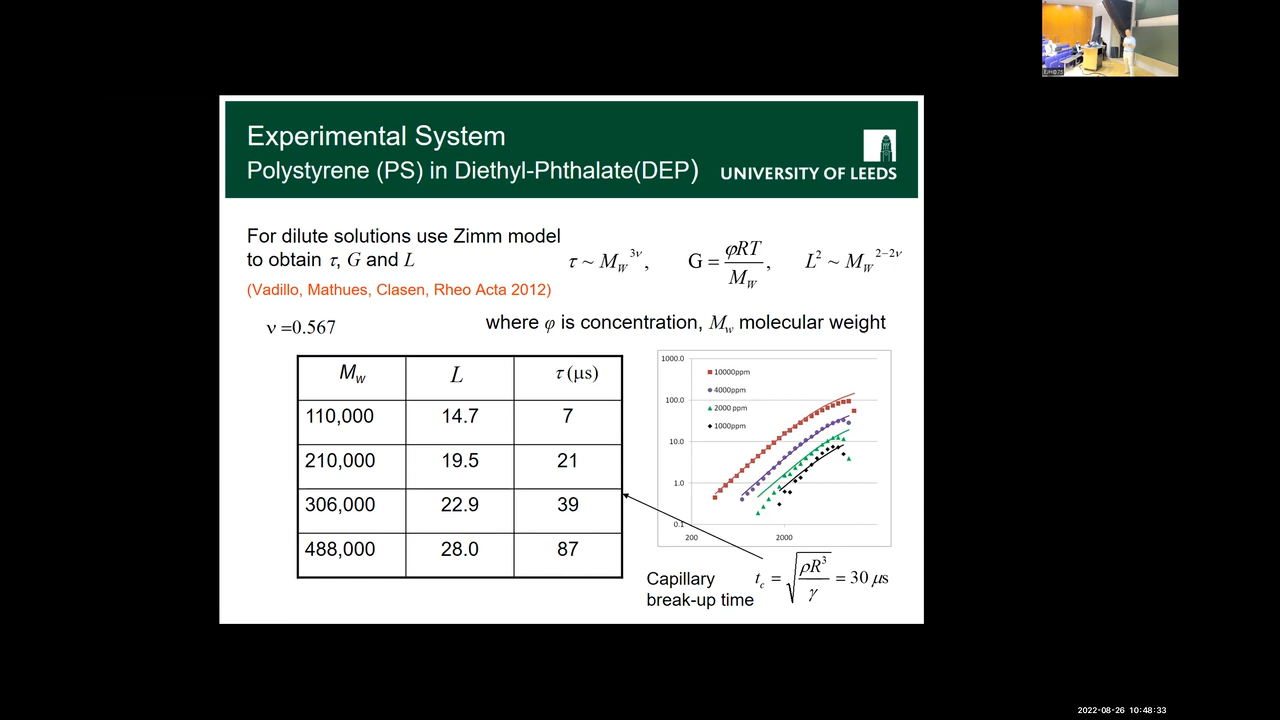 Experimental System
Polystyrene (PS) in Diethyl-Phthalate(DEP)
UNIVERSITY OF LEEDS
For dilute solutions use Zimm model
to obtain τ, G and L
τ ~ M_W^{3ν}, G = φRT / M_W, L² ~ M_W^{2−2ν}
(Vadillo, Mathues, Clasen, Rheo Acta 2012)
ν =0.567
where φ is concentration, M_w molecular weight
M_w L τ (μs)
110,000 14.7 7
210,000 19.5 21
306,000 22.9 39
488,000 28.0 87
1000.0
100.0
10.0
1.0
0.1
200 2000
10000ppm
4000ppm
2000 ppm
1000ppm
Capillary
break-up time
t_c = √(ρR³ / γ) = 30 μs
2022-08-26 10:48:33